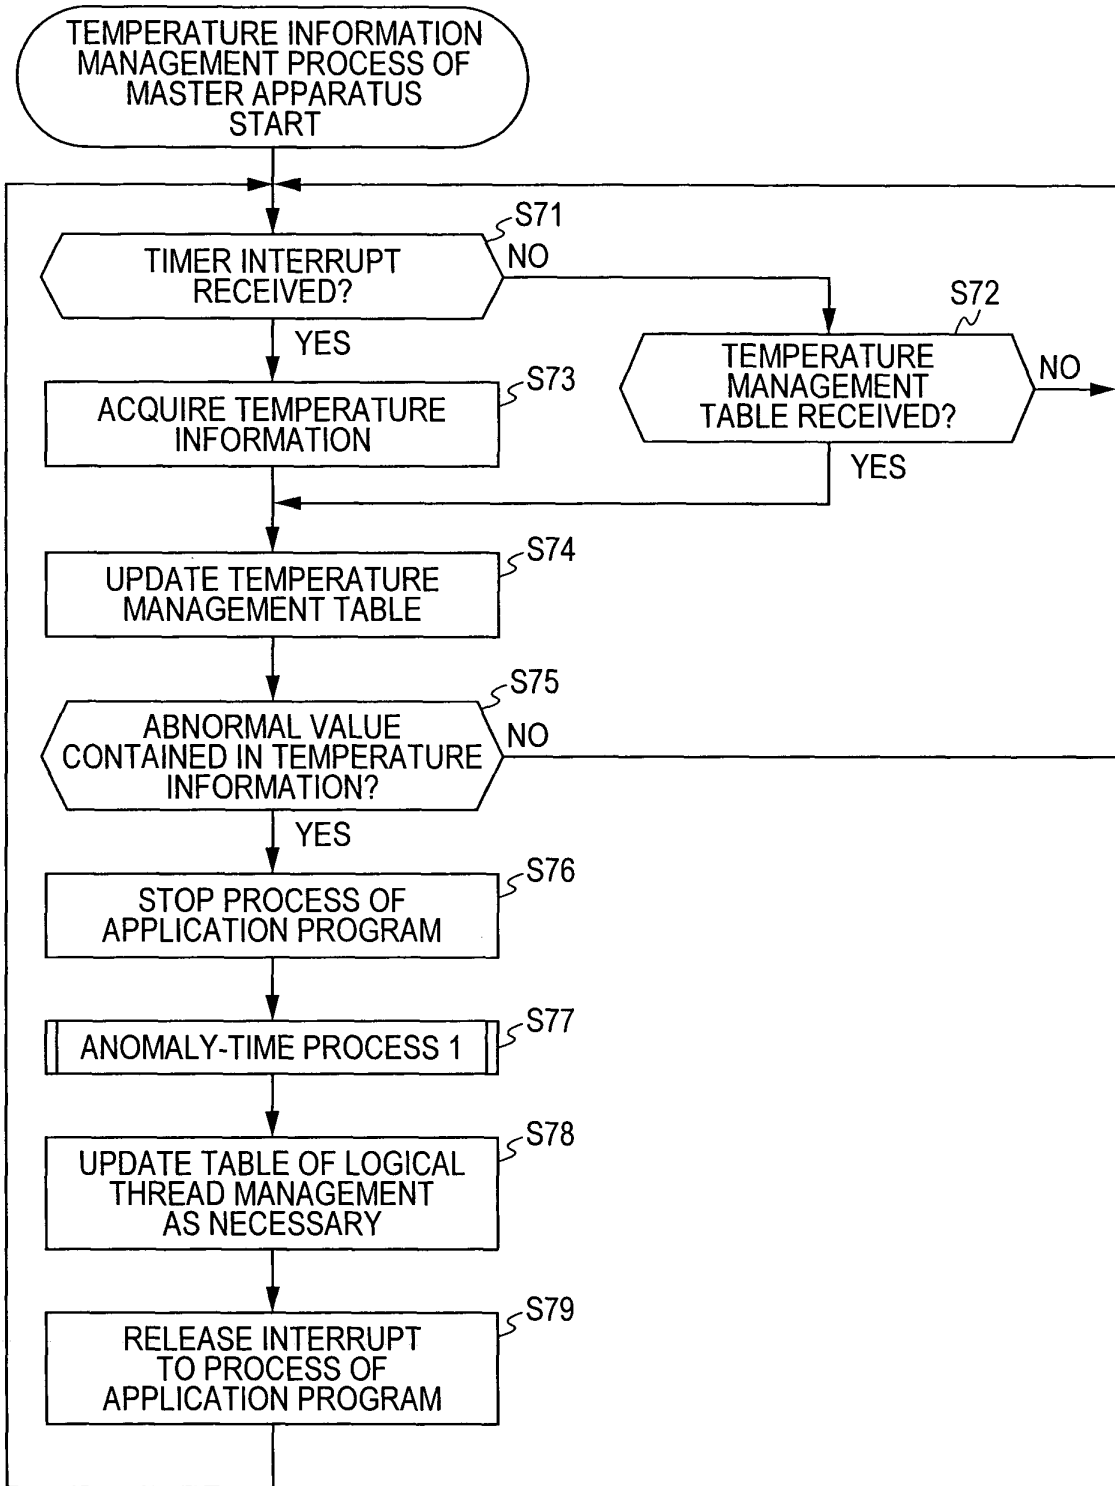 TEMPERATURE INFORMATION
MANAGEMENT PROCESS OF
MASTER APPARATUS
START
S71
TIMER INTERRUPT
RECEIVED?
NO
YES
S72
TEMPERATURE
MANAGEMENT
TABLE RECEIVED?
NO
YES
S73
ACQUIRE TEMPERATURE
INFORMATION
S74
UPDATE TEMPERATURE
MANAGEMENT TABLE
S75
ABNORMAL VALUE
CONTAINED IN TEMPERATURE
INFORMATION?
NO
YES
S76
STOP PROCESS OF
APPLICATION PROGRAM
S77
ANOMALY-TIME PROCESS 1
S78
UPDATE TABLE OF LOGICAL
THREAD MANAGEMENT
AS NECESSARY
S79
RELEASE INTERRUPT
TO PROCESS OF
APPLICATION PROGRAM